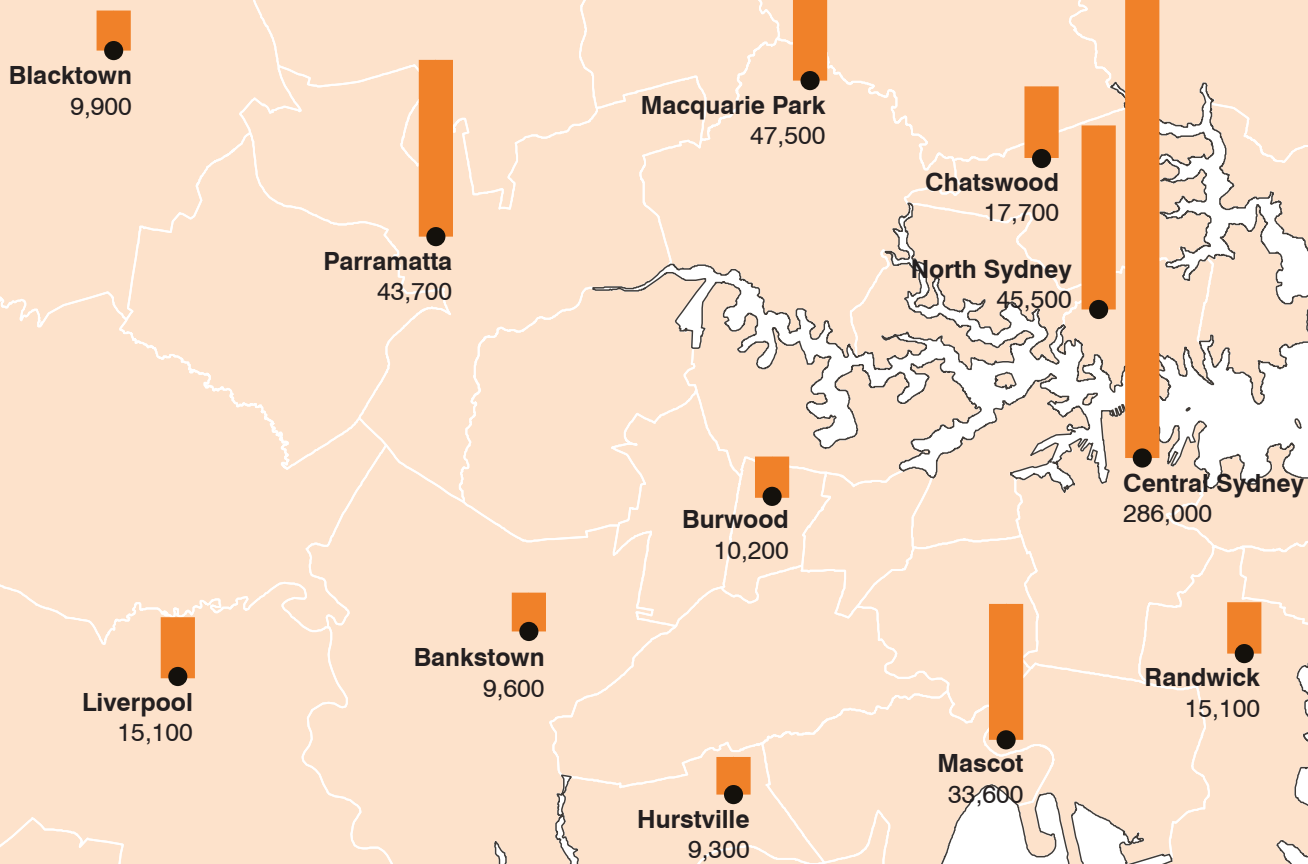 Blacktown
9,900
Macquarie Park
47,500
Chatswood
17,700
Parramatta
43,700
North Sydney
45,500
Central Sydney
286,000
Burwood
10,200
Bankstown
9,600
Liverpool
15,100
Randwick
15,100
Mascot
33,600
Hurstville
9,300